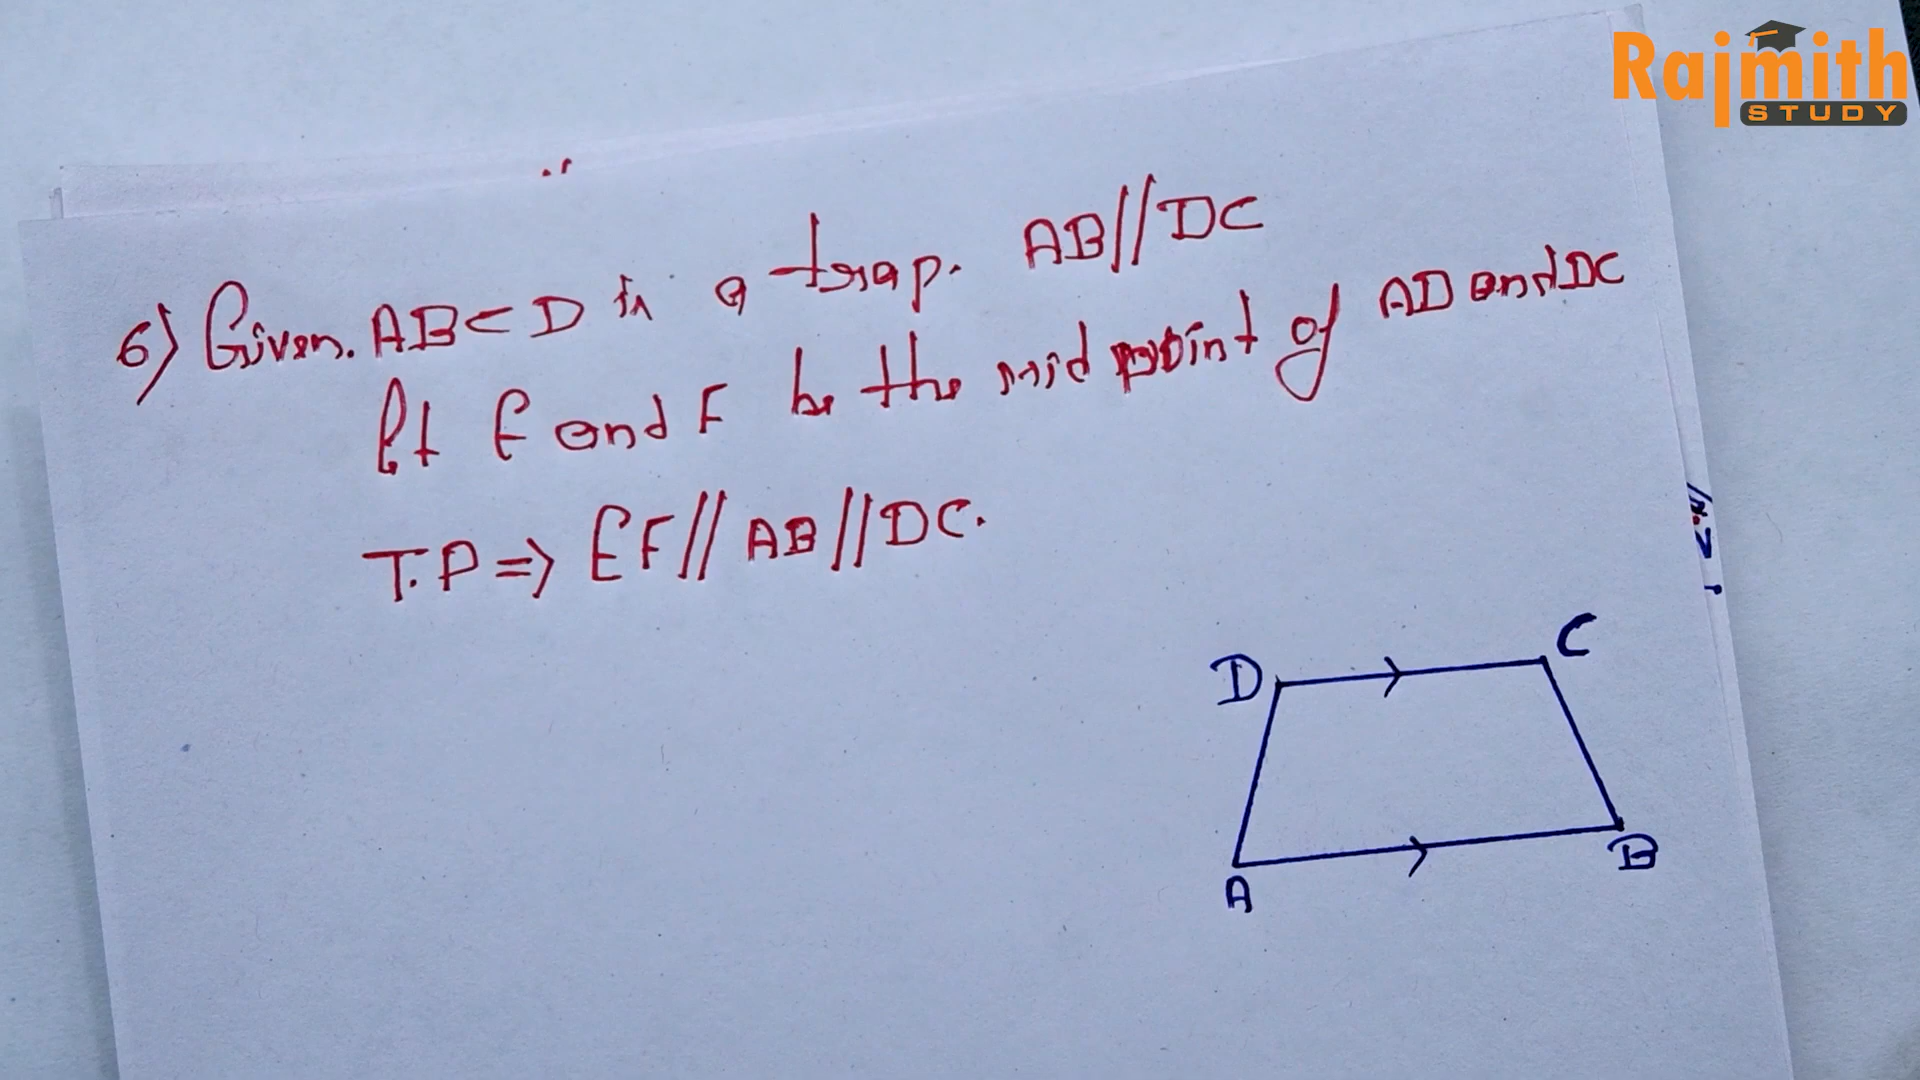 Rajmith
STUDY
6) Given. ABCD is a trap. AB//DC
let E and F be the mid point of AD and DC
T.P => EF // AB // DC.
D
C
A
B